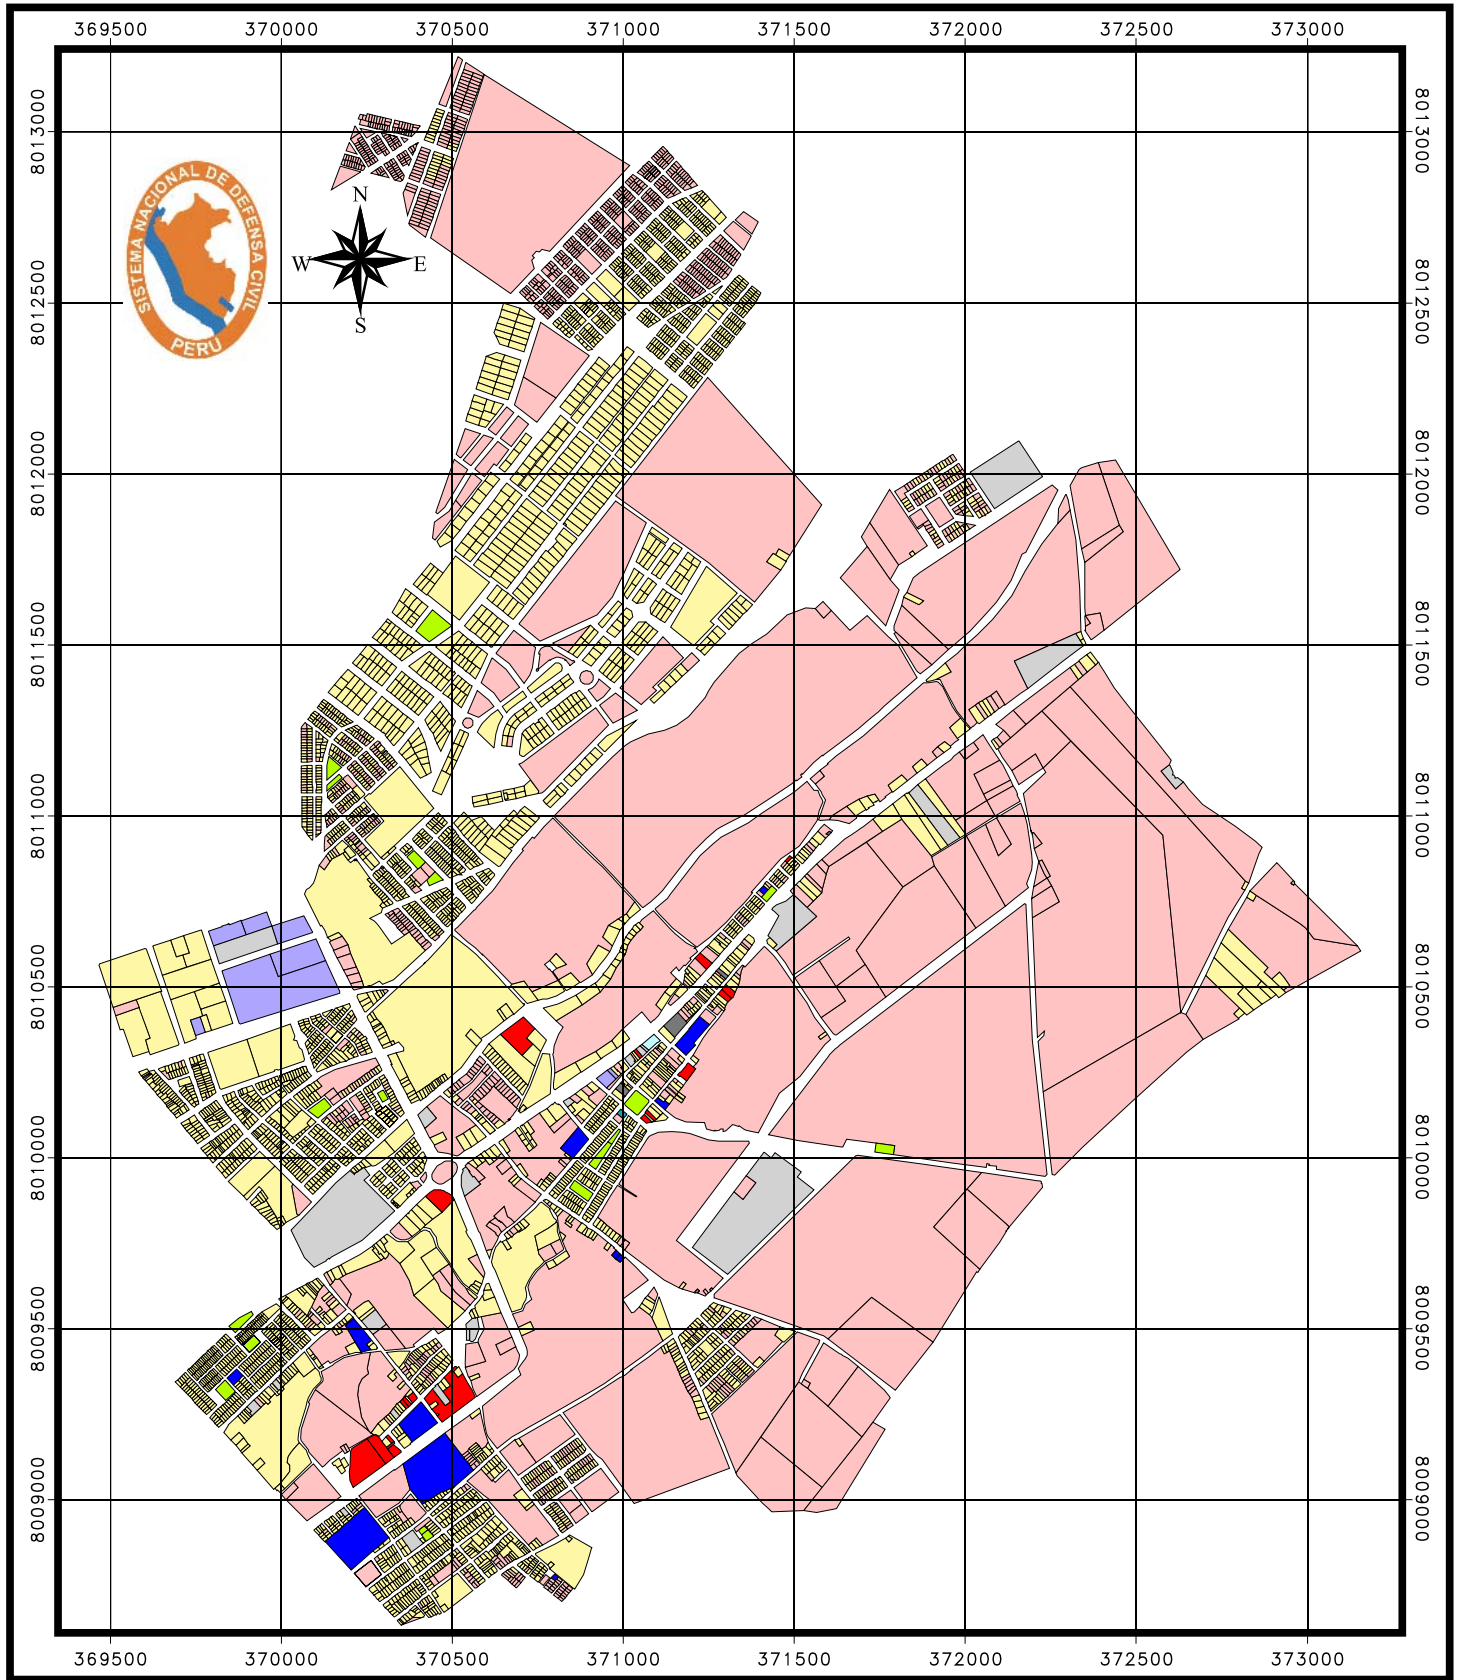 369500 370000 370500 371000 371500 372000 372500 373000
8013000 8013000
SISTEMA NACIONAL DE DEFENSA CIVIL
PERU
N
W E
S
8012500 8012500
8012000 8012000
8011500 8011500
8011000 8011000
8010500 8010500
8010000 8010000
8009500 8009500
8009000 8009000
369500 370000 370500 371000 371500 372000 372500 373000